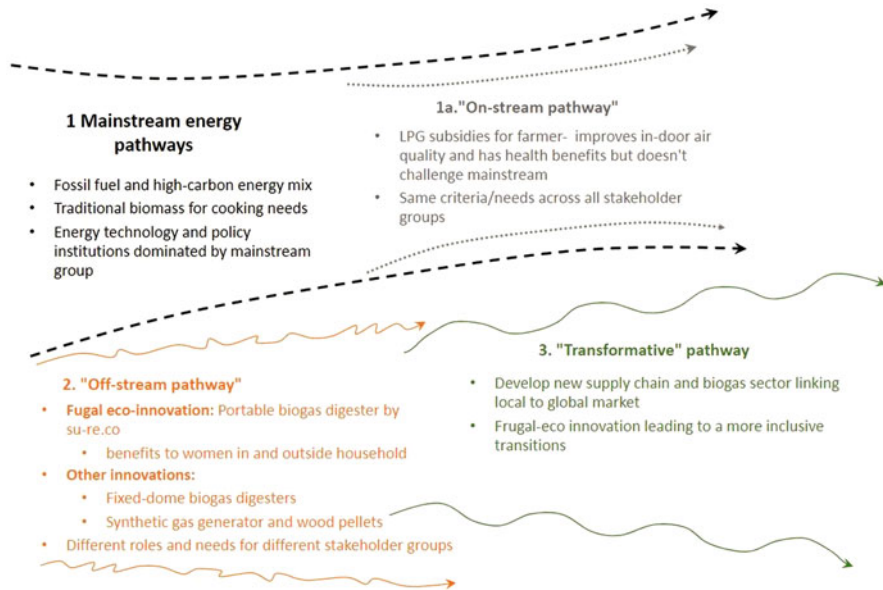 1 Mainstream energy
pathways
• Fossil fuel and high-carbon energy mix
• Traditional biomass for cooking needs
• Energy technology and policy
institutions dominated by mainstream
group
1a."On-stream pathway"
• LPG subsidies for farmer- improves in-door air
quality and has health benefits but doesn't
challenge mainstream
• Same criteria/needs across all stakeholder
groups
2. "Off-stream pathway"
• Fugal eco-innovation: Portable biogas digester by
su-re.co
• benefits to women in and outside household
• Other innovations:
• Fixed-dome biogas digesters
• Synthetic gas generator and wood pellets
• Different roles and needs for different stakeholder groups
3. "Transformative" pathway
• Develop new supply chain and biogas sector linking
local to global market
• Frugal-eco innovation leading to a more inclusive
transitions